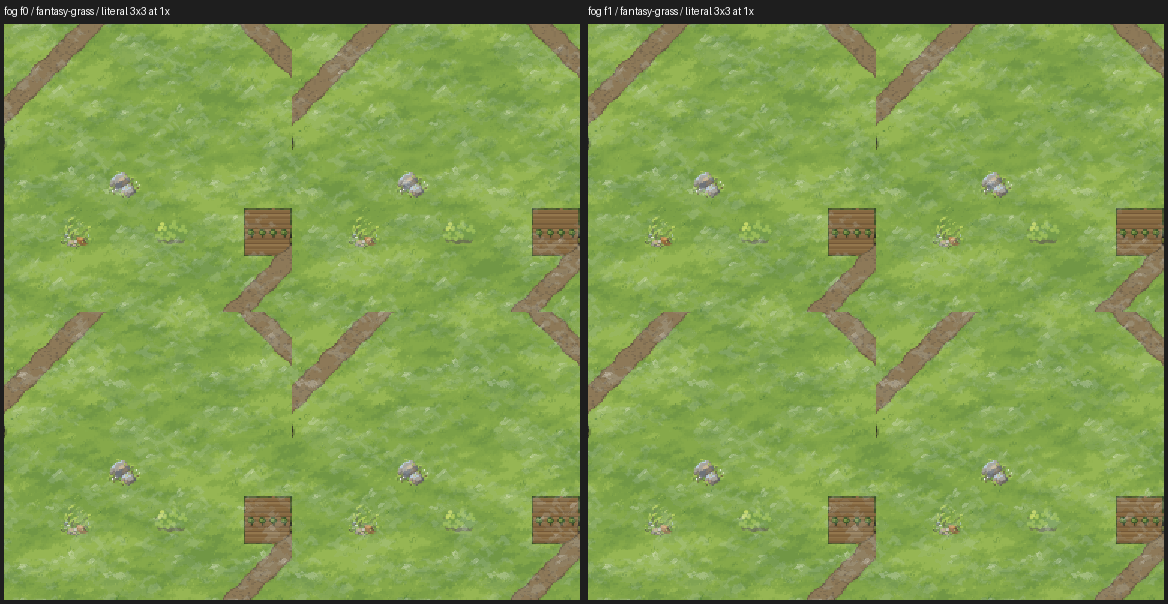 fog f0 / fantasy-grass / literal 3x3 at 1x
fog f1 / fantasy-grass / literal 3x3 at 1x